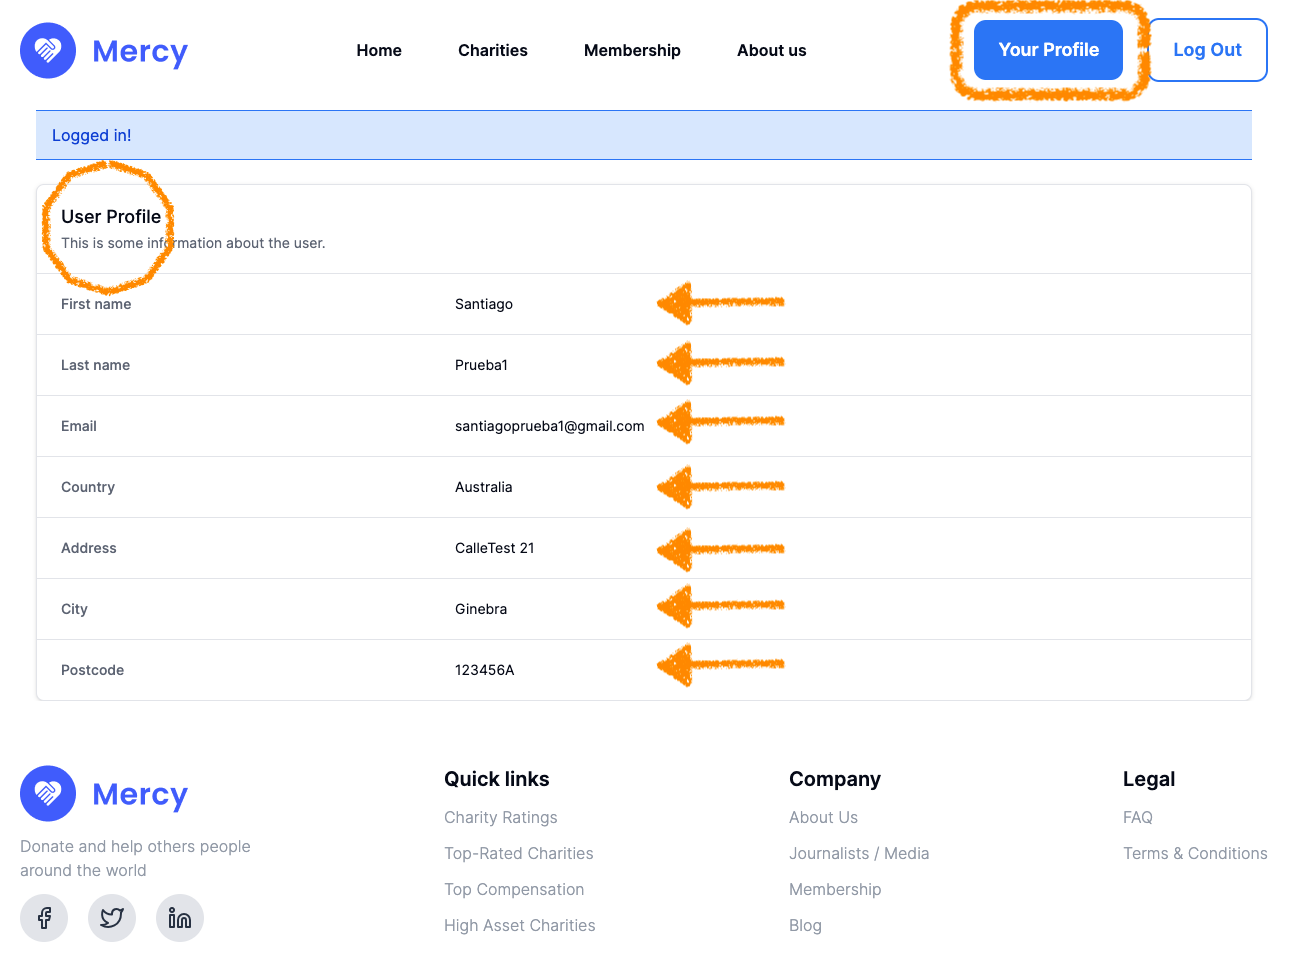 Mercy
Home Charities Membership About us
Your Profile Log Out
Logged in!
User Profile
This is some information about the user.
First name Santiago
Last name Prueba1
Email santiagoprueba1@gmail.com
Country Australia
Address CalleTest 21
City Ginebra
Postcode 123456A
Mercy
Donate and help others people
around the world
Quick links
Charity Ratings
Top-Rated Charities
Top Compensation
High Asset Charities
Company
About Us
Journalists / Media
Membership
Blog
Legal
FAQ
Terms & Conditions